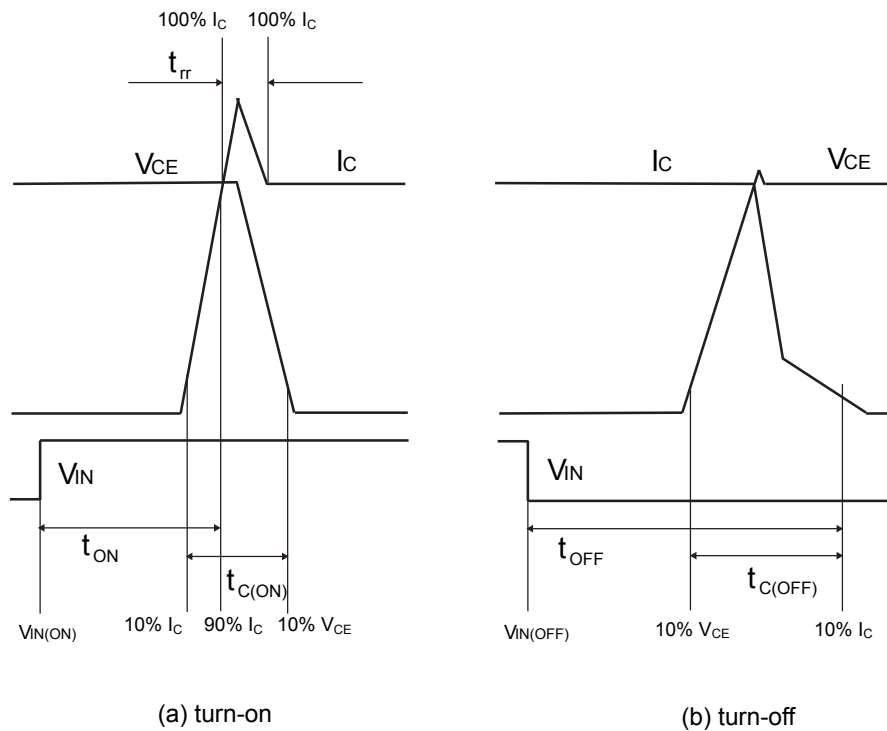 100% IC 100% IC
trr
VCE IC
IC VCE
VIN
VIN
tON
tOFF
tC(ON)
tC(OFF)
VIN(ON) 10% IC 90% IC 10% VCE
VIN(OFF) 10% VCE 10% IC
(a) turn-on
(b) turn-off